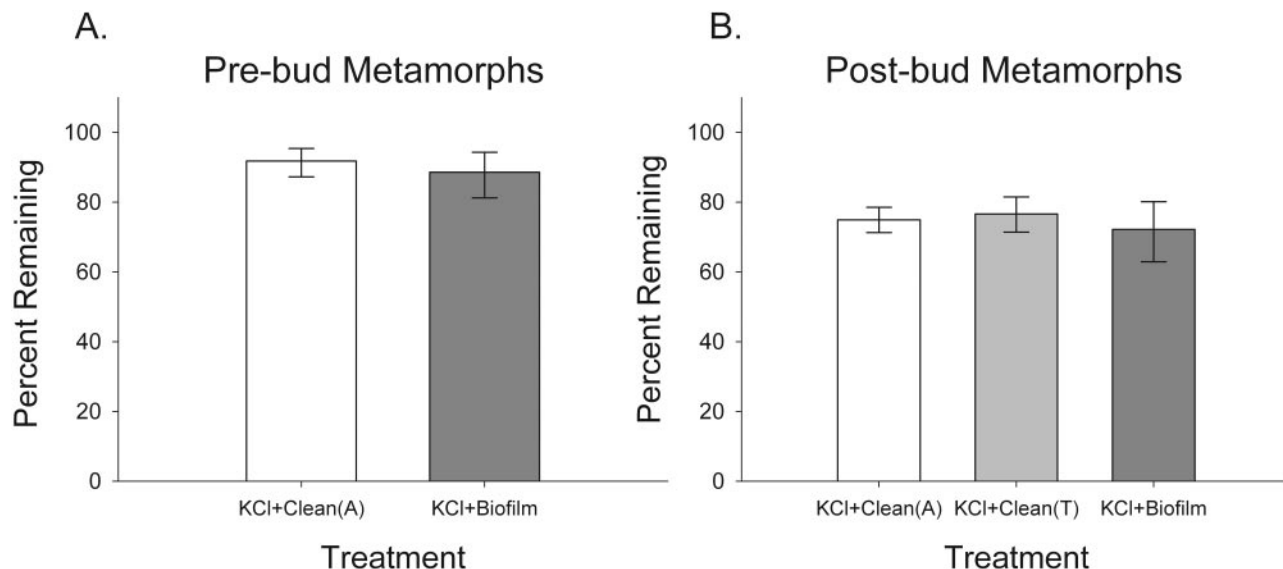 A.
Pre-bud Metamorphs
Percent Remaining
100
80
60
40
20
0
KCl+Clean(A) KCl+Biofilm
Treatment
B.
Post-bud Metamorphs
Percent Remaining
100
80
60
40
20
0
KCl+Clean(A) KCl+Clean(T) KCl+Biofilm
Treatment